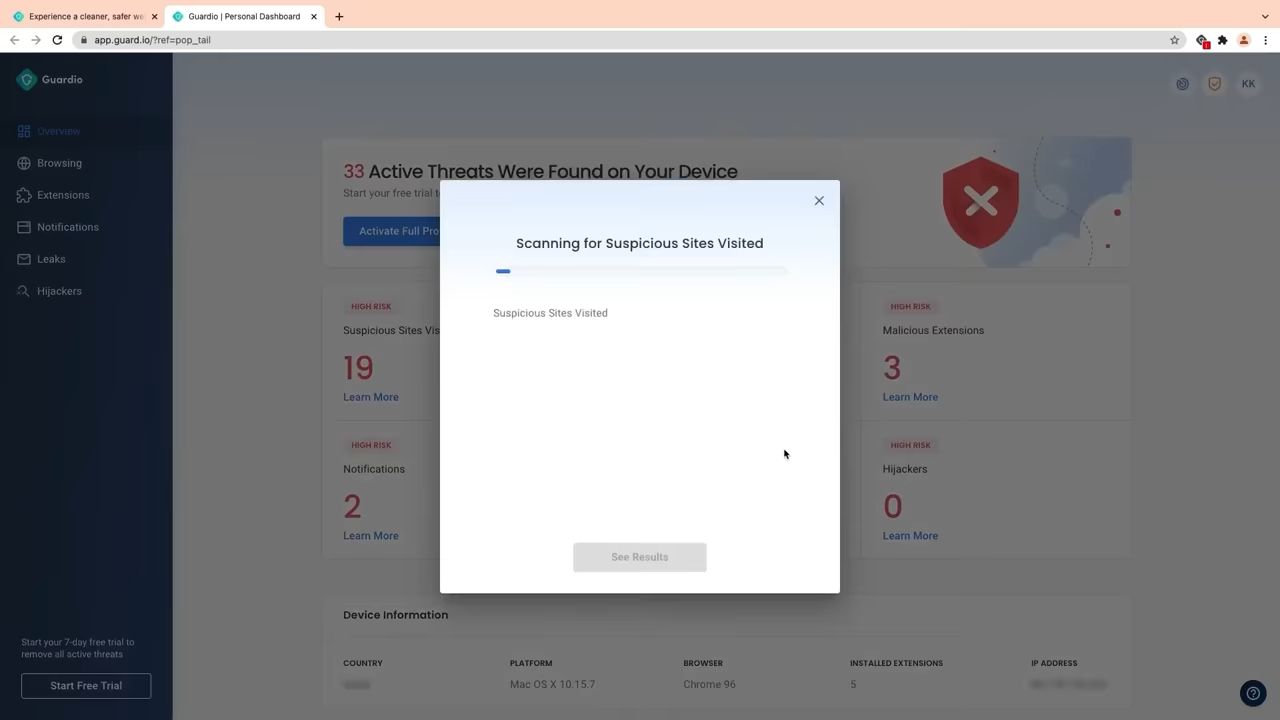 Experience a cleaner, safer we
Guardio | Personal Dashboard
app.guard.io/?ref=pop_tail
Guardio
KK
Overview
Browsing
Extensions
Notifications
Leaks
Hijackers
Start your 7-day free trial to
remove all active threats
Start Free Trial
33 Active Threats Were Found on Your Device
Start your free trial t
Activate Full Pro
Scanning for Suspicious Sites Visited
Suspicious Sites Visited
See Results
HIGH RISK
Suspicious Sites Vis
19
Learn More
HIGH RISK
Malicious Extensions
3
Learn More
HIGH RISK
Notifications
2
Learn More
HIGH RISK
Hijackers
0
Learn More
Device Information
COUNTRY PLATFORM BROWSER INSTALLED EXTENSIONS IP ADDRESS
Mac OS X 10.15.7 Chrome 96 5